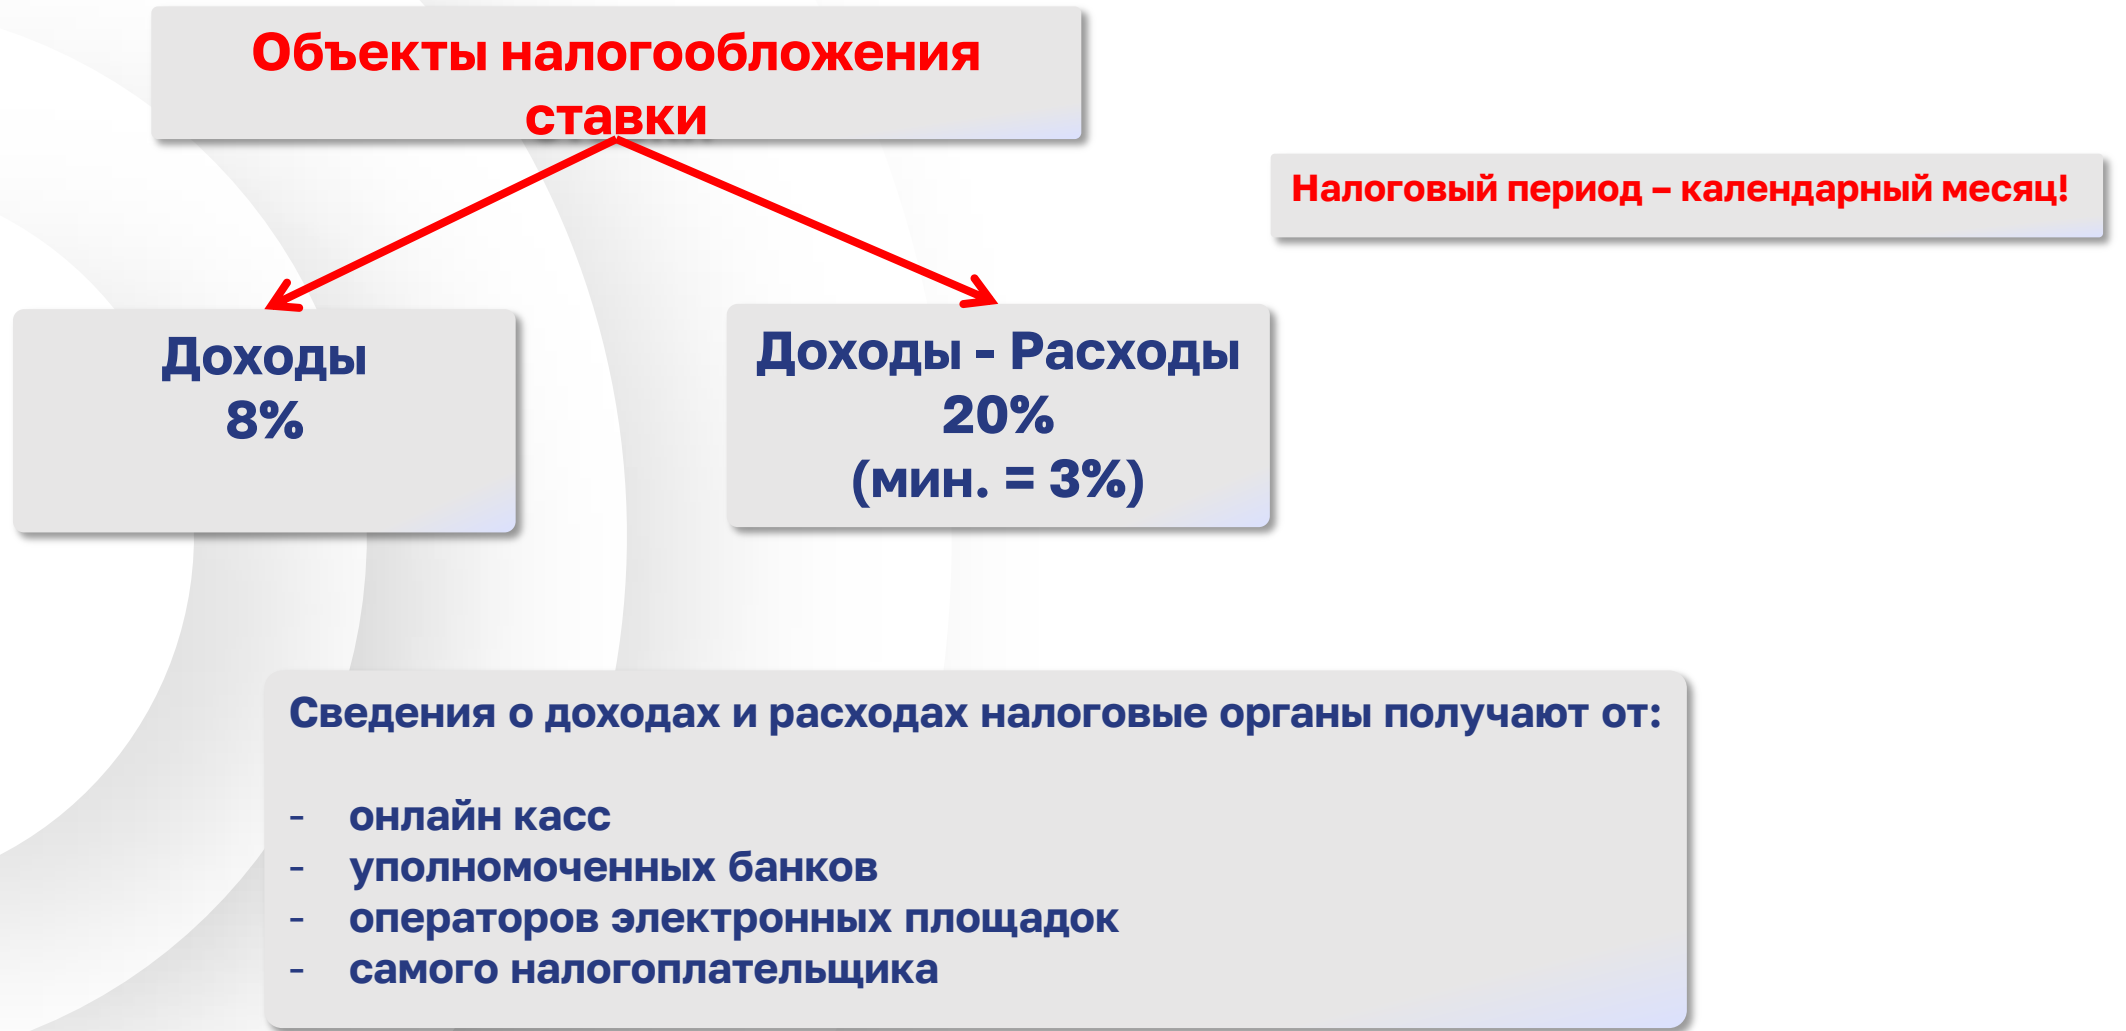 Объекты налогообложения
ставки
Налоговый период – календарный месяц!
Доходы
8%
Доходы - Расходы
20%
(мин. = 3%)
Сведения о доходах и расходах налоговые органы получают от:
- онлайн касс
- уполномоченных банков
- операторов электронных площадок
- самого налогоплательщика